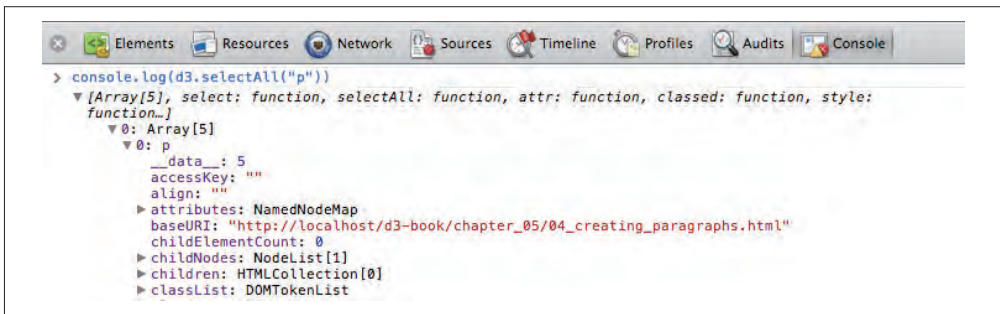 Elements Resources Network Sources Timeline Profiles Audits Console
> console.log(d3.selectAll("p"))
▼[Array[5], select: function, selectAll: function, attr: function, classed: function, style:
function…]
▼0: Array[5]
▼0: p
__data__: 5
accessKey: ""
align: ""
▶attributes: NamedNodeMap
baseURI: "http://localhost/d3-book/chapter_05/04_creating_paragraphs.html"
childElementCount: 0
▶childNodes: NodeList[1]
▶children: HTMLCollection[0]
▶classList: DOMTokenList